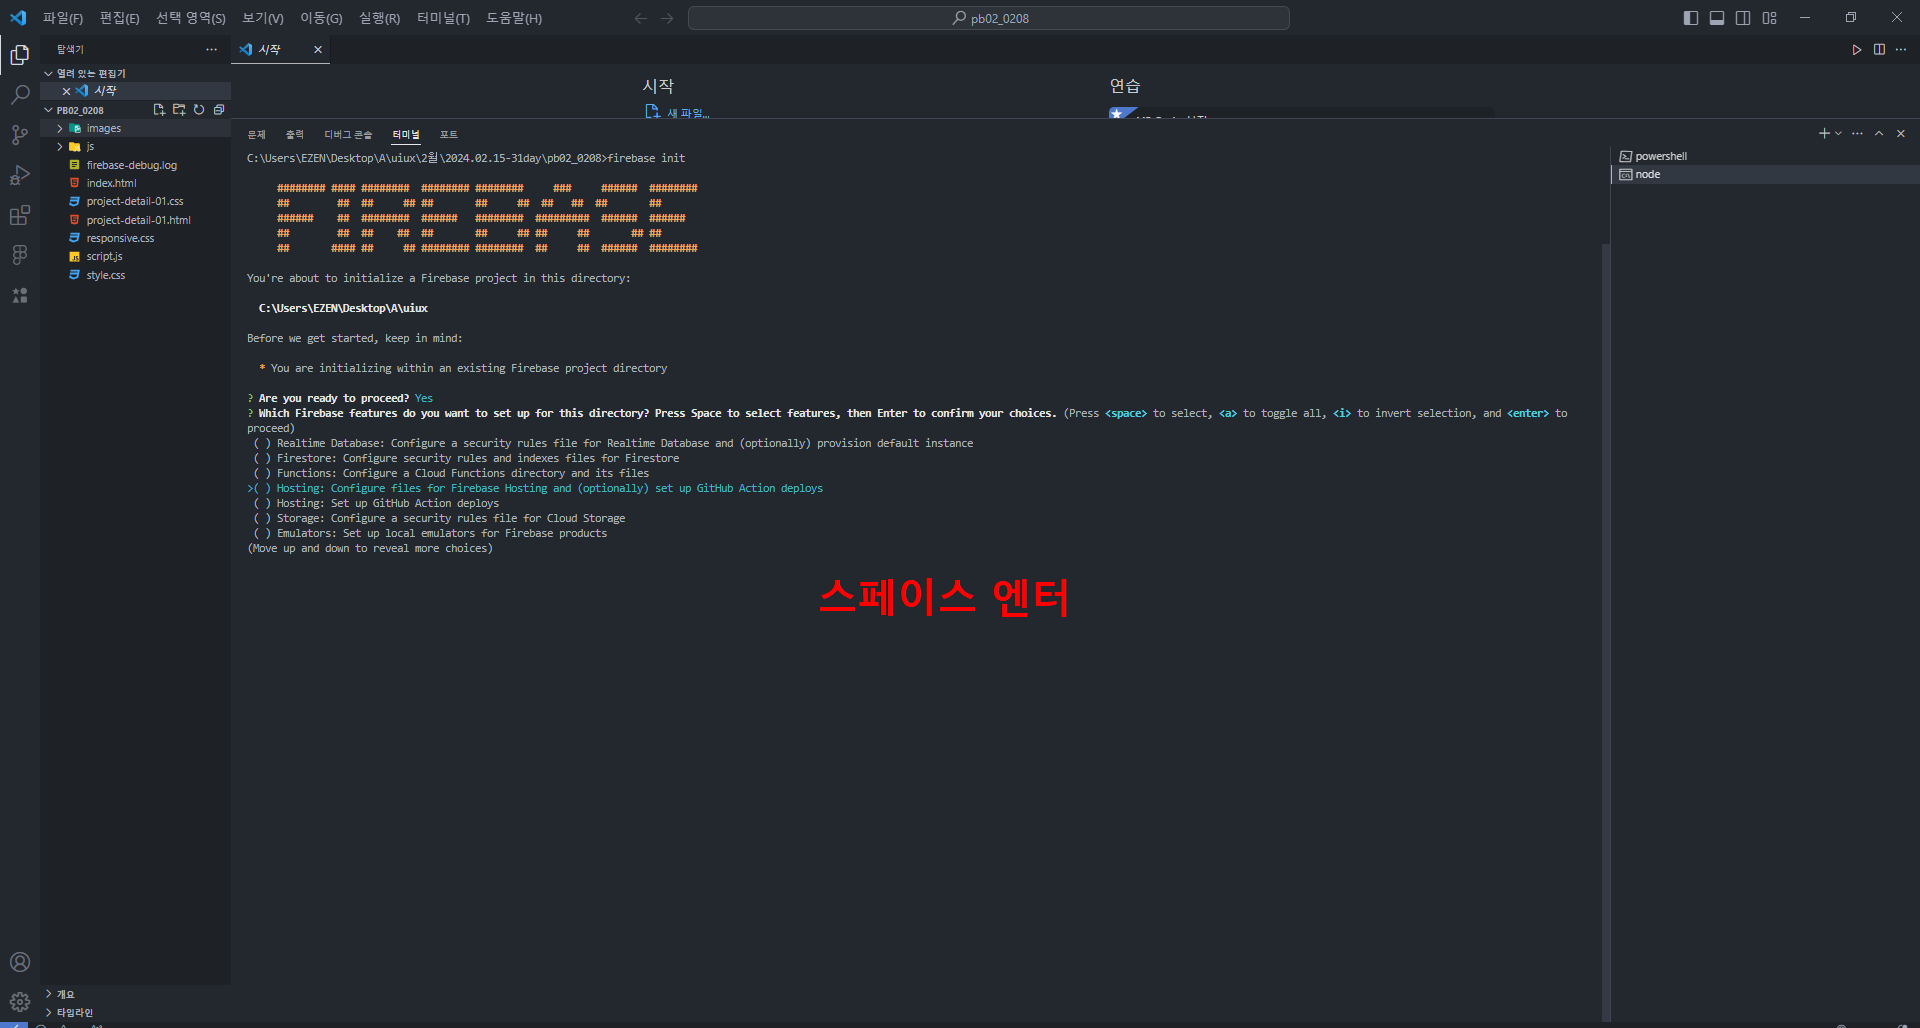 파일(F) 편집(E) 선택 영역(S) 보기(V) 이동(G) 실행(R) 터미널(T) 도움말(H)
pb02_0208
탐색기
시작
열려 있는 편집기
시작
PB02_0208
images
js
firebase-debug.log
index.html
project-detail-01.css
project-detail-01.html
responsive.css
script.js
style.css
개요
타임라인
시작
새 파일...
연습
문제 출력 디버그 콘솔 터미널 포트
C:\Users\EZEN\Desktop\A\uiux\2월\2024.02.15-31day\pb02_0208>firebase init
######## #### ######## ######## ######## ### ###### ########
## ## ## ## ## ## ## ## ## ## ##
###### ## ######## ###### ######## ######### ###### ######
## ## ## ## ## ## ## ## ## ## ##
## #### ## ## ######## ######## ## ## ###### ########
You're about to initialize a Firebase project in this directory:
C:\Users\EZEN\Desktop\A\uiux
Before we get started, keep in mind:
* You are initializing within an existing Firebase project directory
? Are you ready to proceed? Yes
? Which Firebase features do you want to set up for this directory? Press Space to select features, then Enter to confirm your choices. (Press <space> to select, <a> to toggle all, <i> to invert selection, and <enter> to
proceed)
( ) Realtime Database: Configure a security rules file for Realtime Database and (optionally) provision default instance
( ) Firestore: Configure security rules and indexes files for Firestore
( ) Functions: Configure a Cloud Functions directory and its files
>( ) Hosting: Configure files for Firebase Hosting and (optionally) set up GitHub Action deploys
( ) Hosting: Set up GitHub Action deploys
( ) Storage: Configure a security rules file for Cloud Storage
( ) Emulators: Set up local emulators for Firebase products
(Move up and down to reveal more choices)
스페이스 엔터
powershell
node